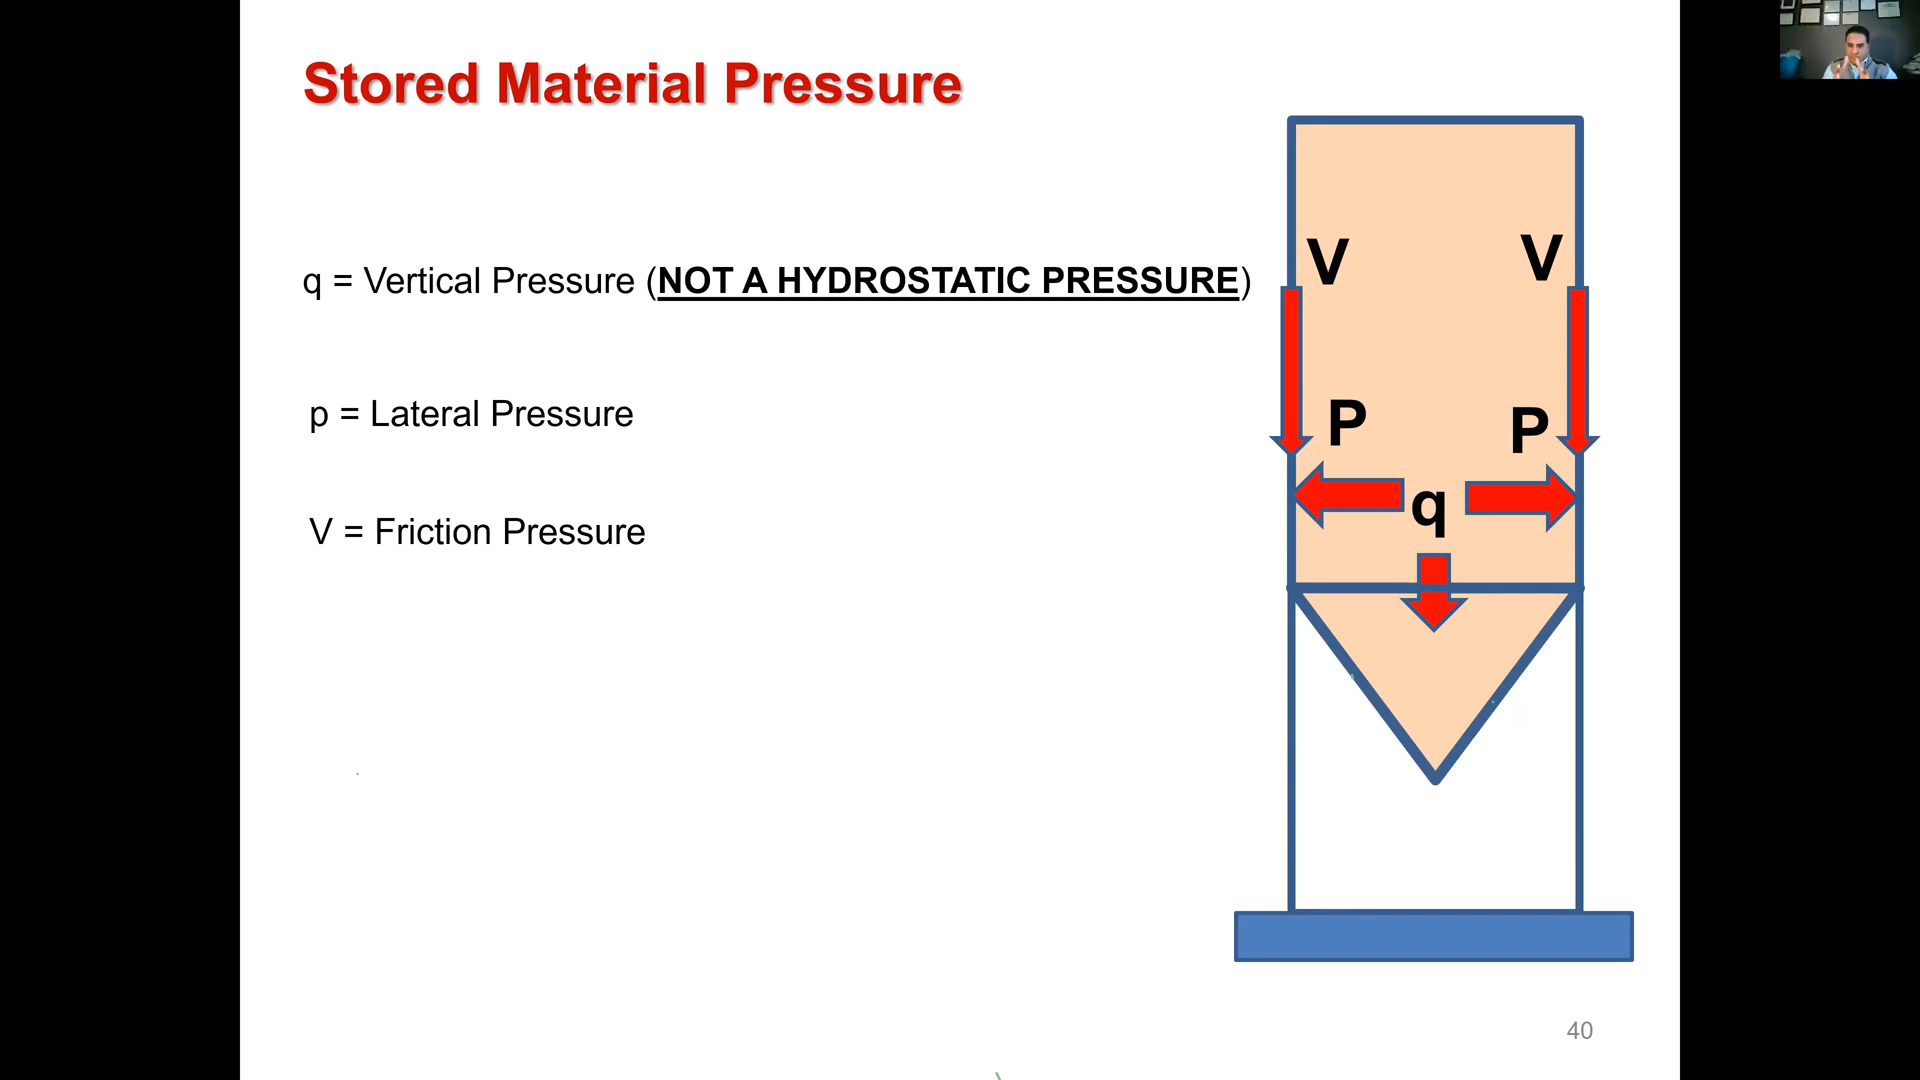 Stored Material Pressure
q = Vertical Pressure (NOT A HYDROSTATIC PRESSURE)
p = Lateral Pressure
V = Friction Pressure
V V
P P
q
40